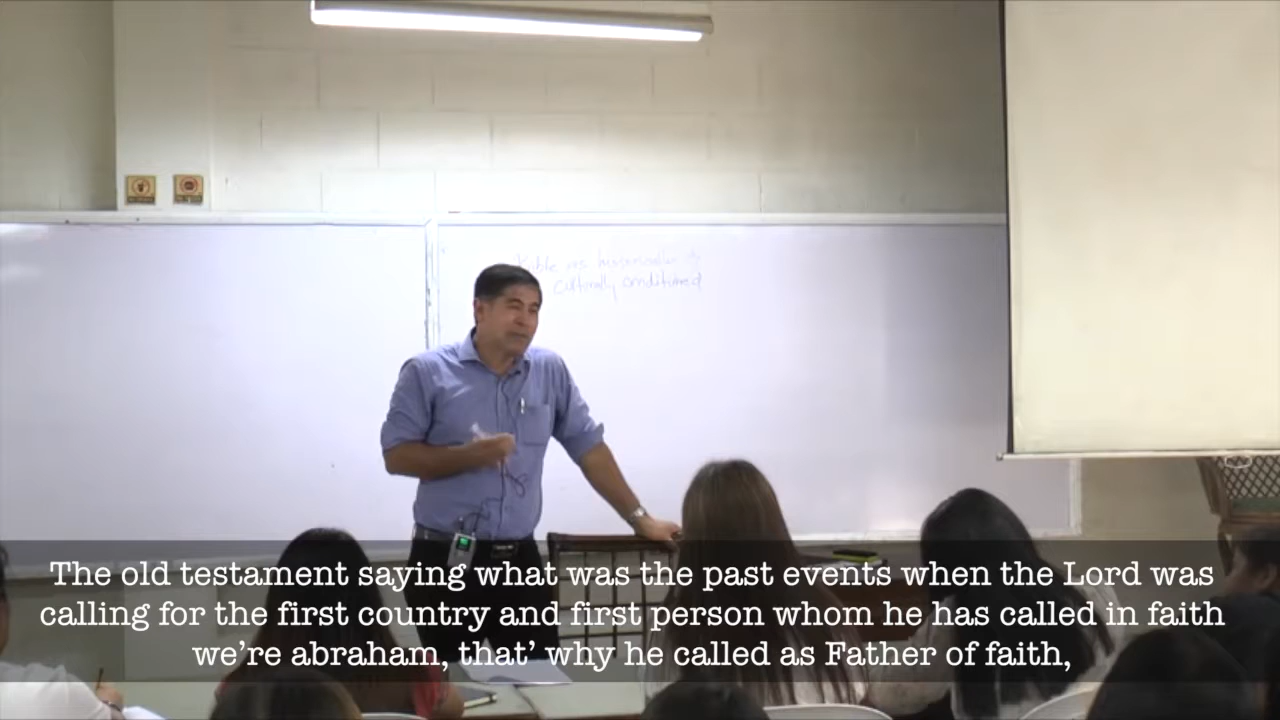 culturally conditioned
The old testament saying what was the past events when the Lord was
calling for the first country and first person whom he has called in faith
we're abraham, that' why he called as Father of faith,